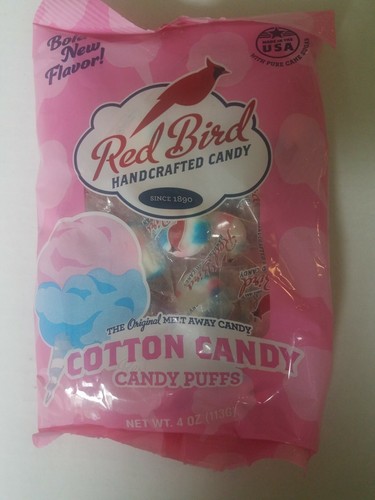 Bold
New
Flavor!
MADE IN THE
USA
WITH PURE CANE SUGAR
Red Bird
HANDCRAFTED CANDY
SINCE 1890
THE Original MELT AWAY CANDY
COTTON CANDY
CANDY PUFFS
NET WT. 4 OZ (113G)